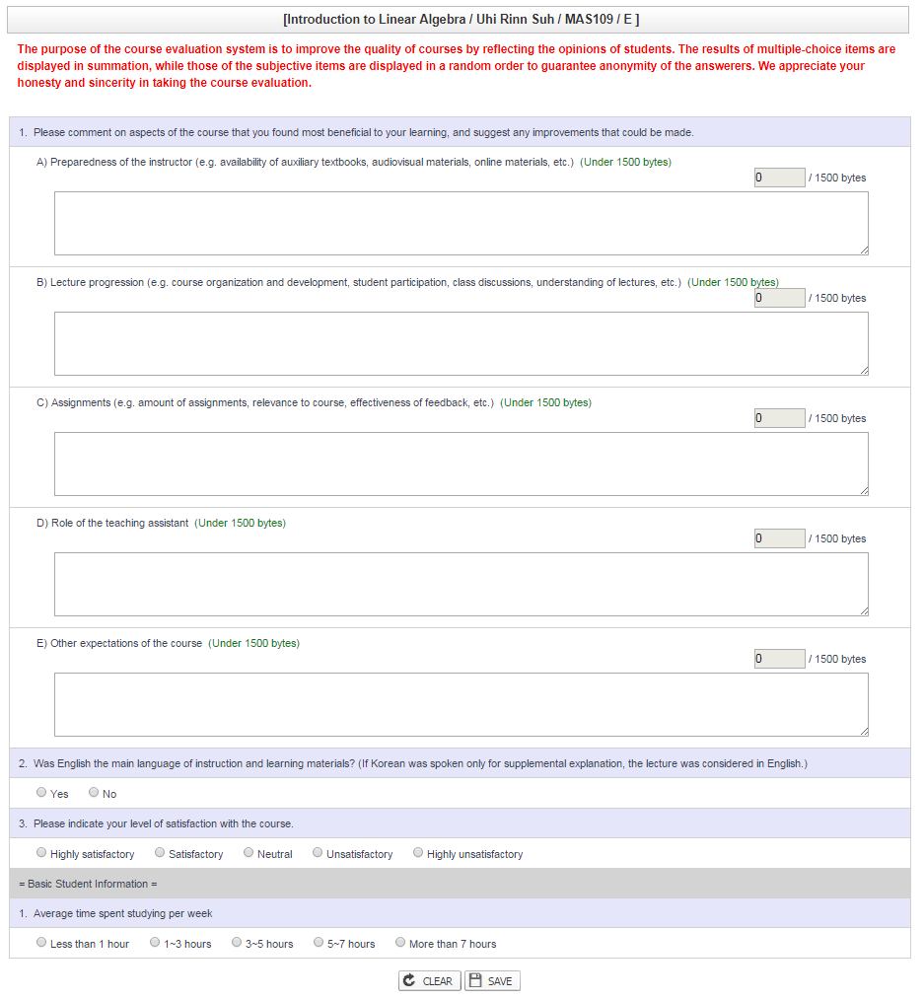 [Introduction to Linear Algebra / Uhi Rinn Suh / MAS109 / E ]
The purpose of the course evaluation system is to improve the quality of courses by reflecting the opinions of students. The results of multiple-choice items are
displayed in summation, while those of the subjective items are displayed in a random order to guarantee anonymity of the answerers. We appreciate your
honesty and sincerity in taking the course evaluation.
1. Please comment on aspects of the course that you found most beneficial to your learning, and suggest any improvements that could be made.
A) Preparedness of the instructor (e.g. availability of auxiliary textbooks, audiovisual materials, online materials, etc.) (Under 1500 bytes)
0 / 1500 bytes
B) Lecture progression (e.g. course organization and development, student participation, class discussions, understanding of lectures, etc.) (Under 1500 bytes)
0 / 1500 bytes
C) Assignments (e.g. amount of assignments, relevance to course, effectiveness of feedback, etc.) (Under 1500 bytes)
0 / 1500 bytes
D) Role of the teaching assistant (Under 1500 bytes)
0 / 1500 bytes
E) Other expectations of the course (Under 1500 bytes)
0 / 1500 bytes
2. Was English the main language of instruction and learning materials? (If Korean was spoken only for supplemental explanation, the lecture was considered in English.)
Yes No
3. Please indicate your level of satisfaction with the course.
Highly satisfactory Satisfactory Neutral Unsatisfactory Highly unsatisfactory
= Basic Student Information =
1. Average time spent studying per week
Less than 1 hour 1~3 hours 3~5 hours 5~7 hours More than 7 hours
CLEAR SAVE